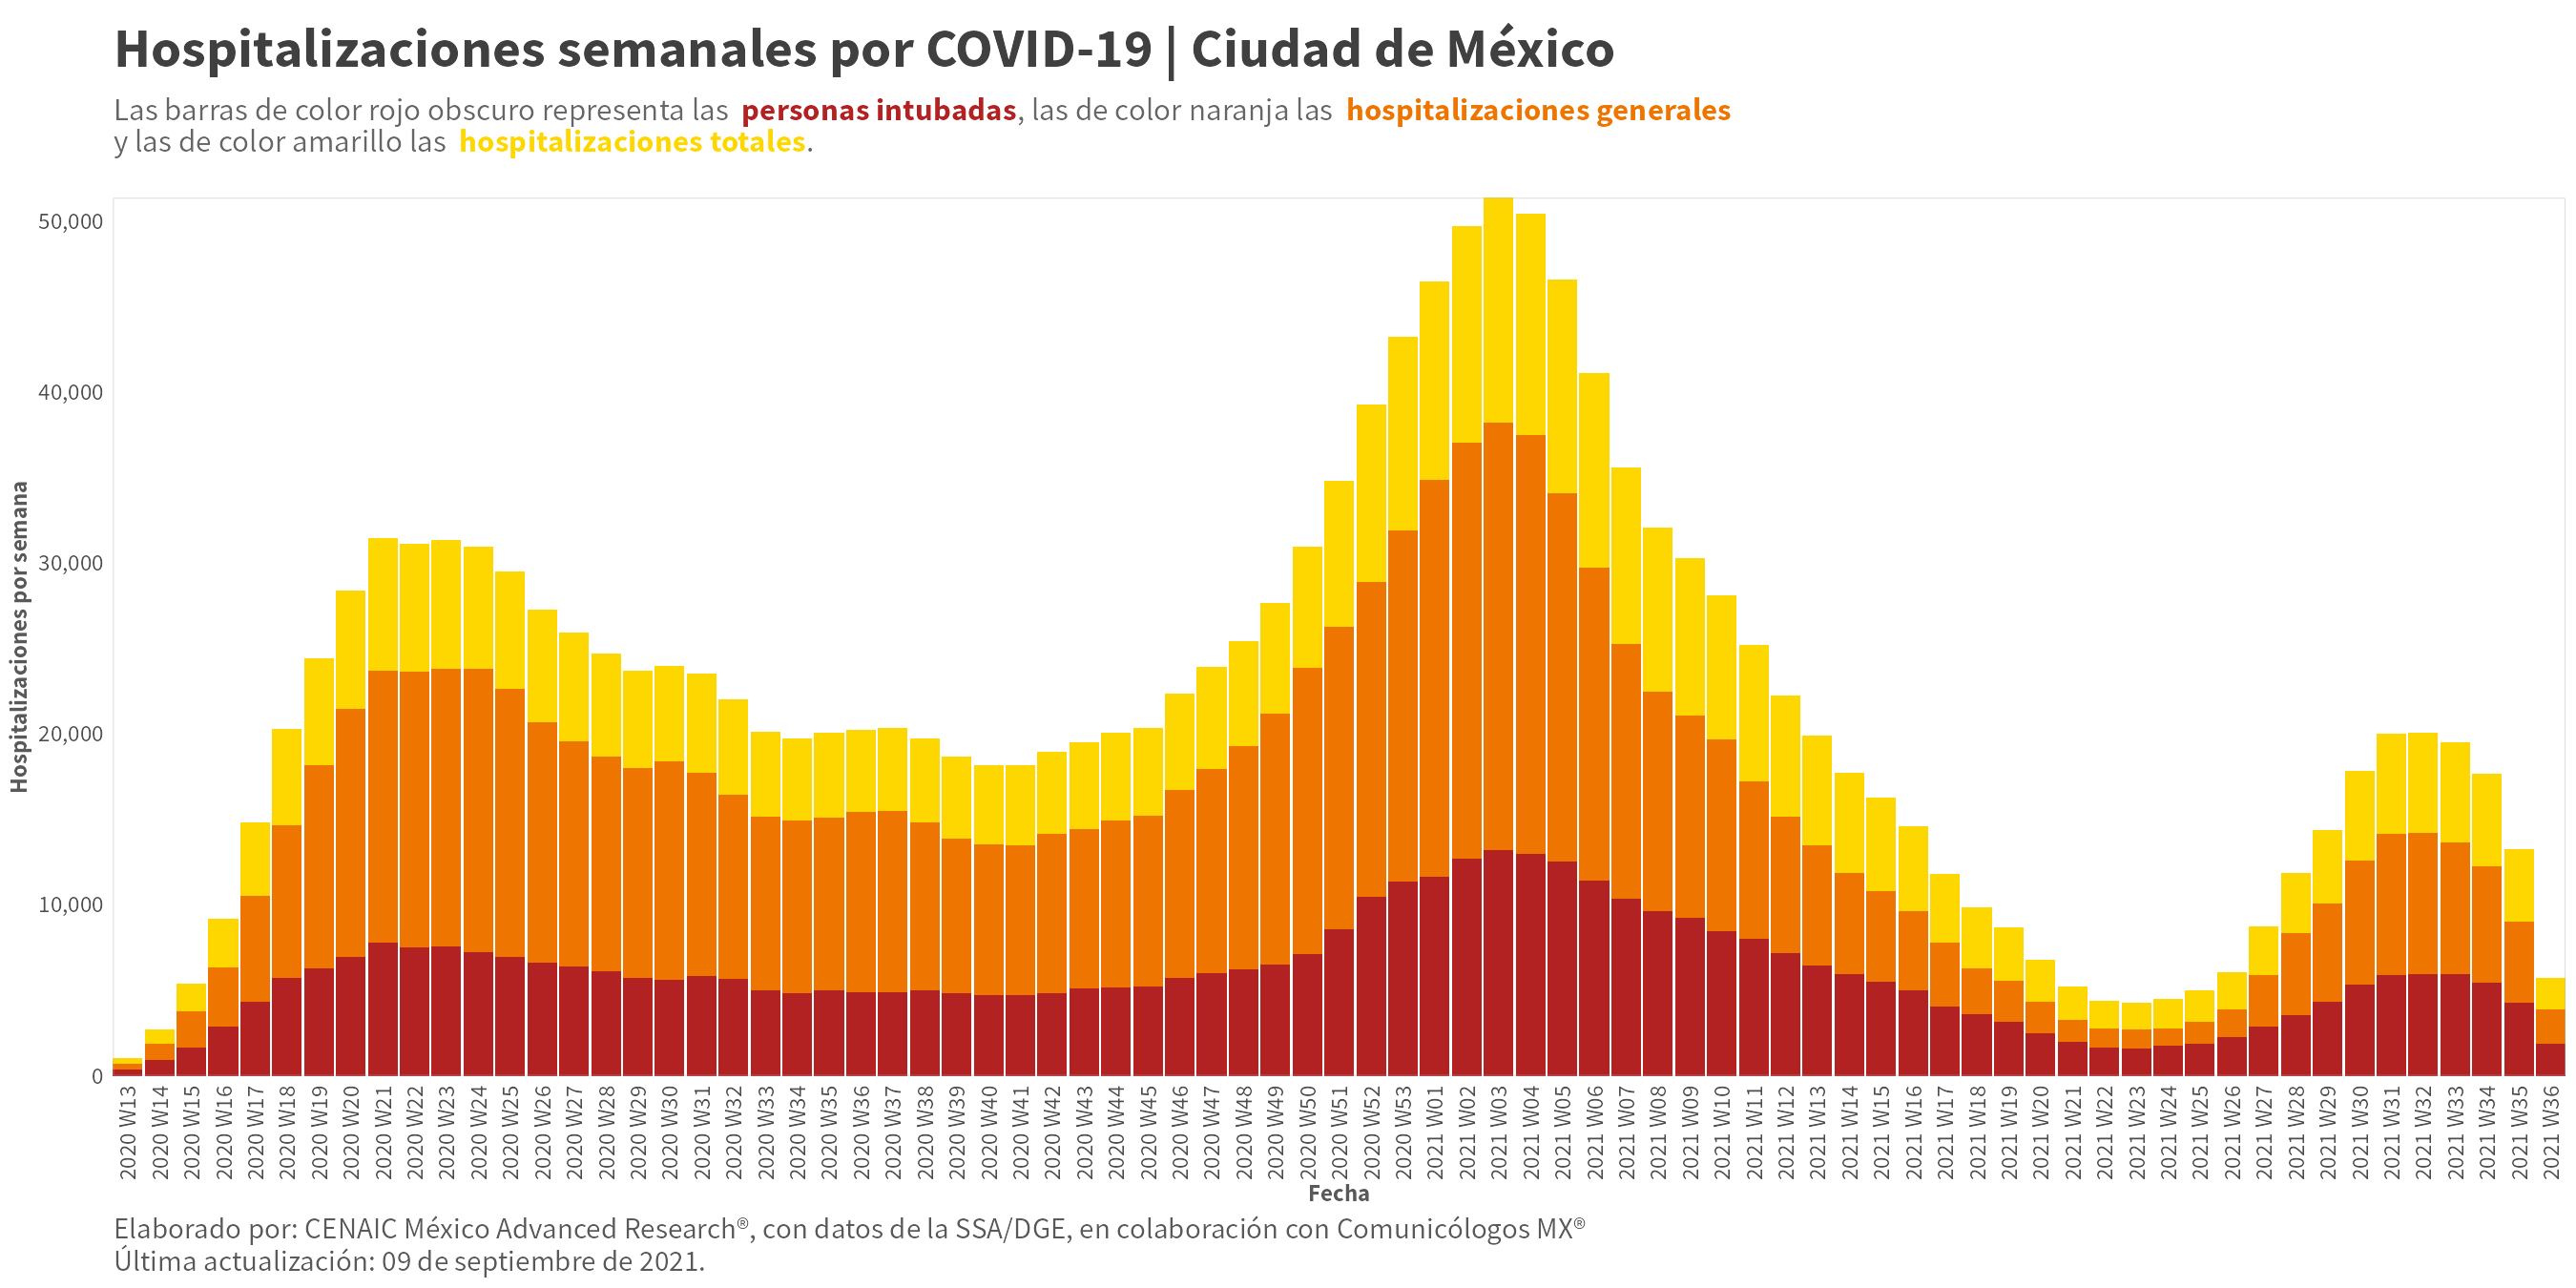 Hospitalizaciones semanales por COVID-19 | Ciudad de México
Las barras de color rojo obscuro representa las personas intubadas, las de color naranja las hospitalizaciones generales
y las de color amarillo las hospitalizaciones totales.
Hospitalizaciones por semana
50,000
40,000
30,000
20,000
10,000
0
2020 W13
2020 W14
2020 W15
2020 W16
2020 W17
2020 W18
2020 W19
2020 W20
2020 W21
2020 W22
2020 W23
2020 W24
2020 W25
2020 W26
2020 W27
2020 W28
2020 W29
2020 W30
2020 W31
2020 W32
2020 W33
2020 W34
2020 W35
2020 W36
2020 W37
2020 W38
2020 W39
2020 W40
2020 W41
2020 W42
2020 W43
2020 W44
2020 W45
2020 W46
2020 W47
2020 W48
2020 W49
2020 W50
2020 W51
2020 W52
2020 W53
2021 W01
2021 W02
2021 W03
2021 W04
2021 W05
2021 W06
2021 W07
2021 W08
2021 W09
2021 W10
2021 W11
2021 W12
2021 W13
2021 W14
2021 W15
2021 W16
2021 W17
2021 W18
2021 W19
2021 W20
2021 W21
2021 W22
2021 W23
2021 W24
2021 W25
2021 W26
2021 W27
2021 W28
2021 W29
2021 W30
2021 W31
2021 W32
2021 W33
2021 W34
2021 W35
2021 W36
Fecha
Elaborado por: CENAIC México Advanced Research®, con datos de la SSA/DGE, en colaboración con Comunicólogos MX®
Última actualización: 09 de septiembre de 2021.